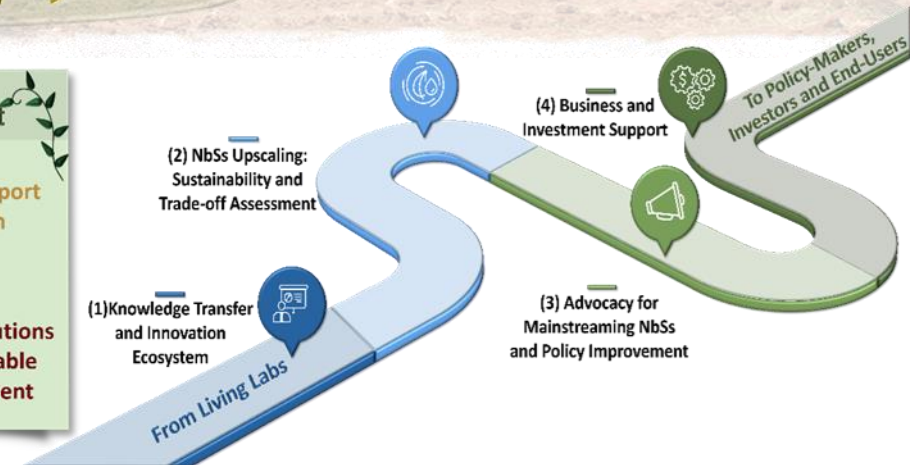 t
port
n
utions
able
ent
(1)Knowledge Transfer
and Innovation
Ecosystem
From Living Labs
(2) NbSs Upscaling:
Sustainability and
Trade-off Assessment
(3) Advocacy for
Mainstreaming NbSs
and Policy Improvement
(4) Business and
Investment Support
$
To Policy-Makers,
Investors and End-Users